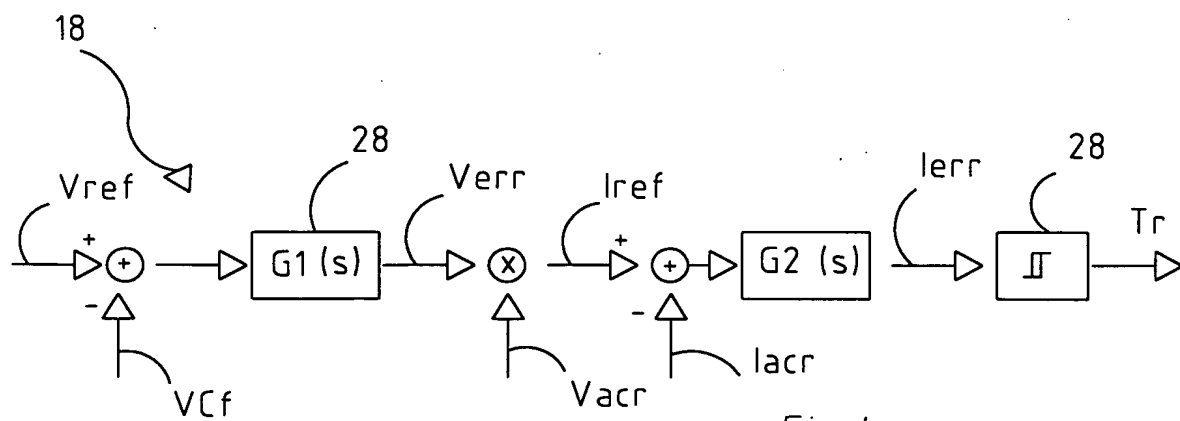 18
28
28
Vref
Verr
Iref
Ierr
Tr
+
+
-
G1(s)
X
+
+
-
G2 (s)
VCf
Vacr
Iacr